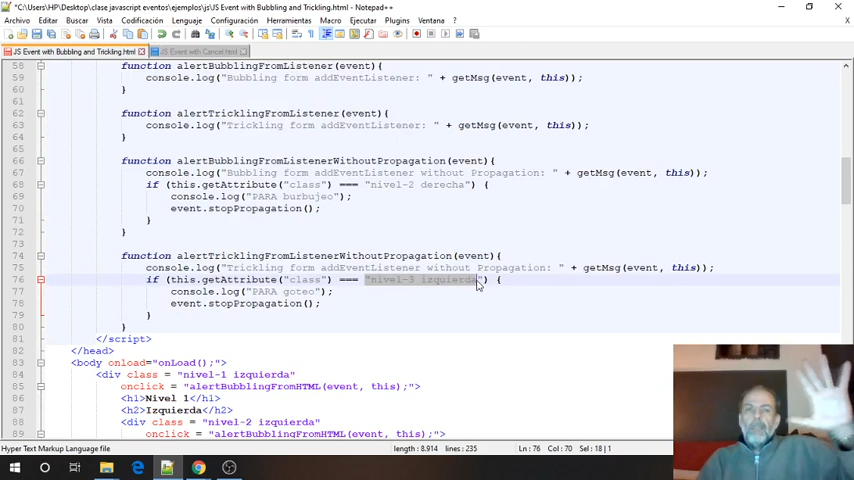 *C:\Users\HP\Desktop\clase javascript eventos\ejemplos\js\JS Event with Bubbling and Trickling.html - Notepad++
Archivo Editar Buscar Vista Codificación Lenguaje Configuración Herramientas Macro Ejecutar Plugins Ventana ?
JS Event with Bubbling and Trickling.html JS Event with Cancel.html
58 function alertBubblingFromListener(event){
59 console.log("Bubbling form addEventListener: " + getMsg(event, this));
60 }
61
62 function alertTricklingFromListener(event){
63 console.log("Trickling form addEventListener: " + getMsg(event, this));
64 }
65
66 function alertBubblingFromListenerWithoutPropagation(event){
67 console.log("Bubbling form addEventListener without Propagation: " + getMsg(event, this));
68 if (this.getAttribute("class") === "nivel-2 derecha") {
69 console.log("PARA burbujeo");
70 event.stopPropagation();
71 }
72 }
73
74 function alertTricklingFromListenerWithoutPropagation(event){
75 console.log("Trickling form addEventListener without Propagation: " + getMsg(event, this));
76 if (this.getAttribute("class") === "nivel-3 izquierda") {
77 console.log("PARA goteo");
78 event.stopPropagation();
79 }
80 }
81 </script>
82 </head>
83 <body onload="onLoad();">
84 <div class = "nivel-1 izquierda"
85 onclick = "alertBubblingFromHTML(event, this);">
86 <h1>Nivel 1</h1>
87 <h2>Izquierda</h2>
88 <div class = "nivel-2 izquierda"
89 onclick = "alertBubblingFromHTML(event, this);">
Hyper Text Markup Language file length : 8.914 lines : 235 Ln : 76 Col : 70 Sel : 18 | 1